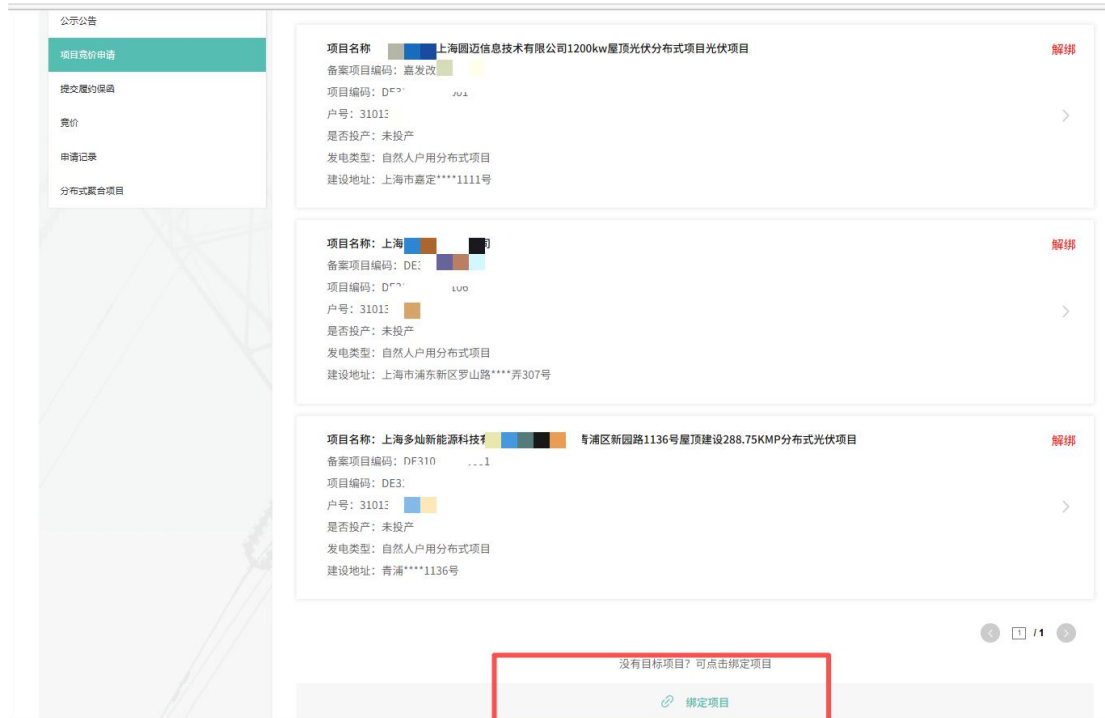 公示公告
项目竞价申请
提交履约保函
竞价
申请记录
分布式聚合项目
项目名称 上海圆迈信息技术有限公司1200kw屋顶光伏分布式项目光伏项目
解绑
备案项目编码：嘉发改
项目编码：
户号：31013
是否投产：未投产
发电类型：自然人户用分布式项目
建设地址：上海市嘉定****1111号
项目名称：上海
解绑
备案项目编码：DE3
项目编码：
户号：31013
是否投产：未投产
发电类型：自然人户用分布式项目
建设地址：上海市浦东新区罗山路****弄307号
项目名称：上海多灿新能源科技 青浦区新园路1136号屋顶建设288.75KMP分布式光伏项目
解绑
备案项目编码：DE310
项目编码：DE3
户号：31013
是否投产：未投产
发电类型：自然人户用分布式项目
建设地址：青浦****1136号
1 / 1
没有目标项目？可点击绑定项目
绑定项目